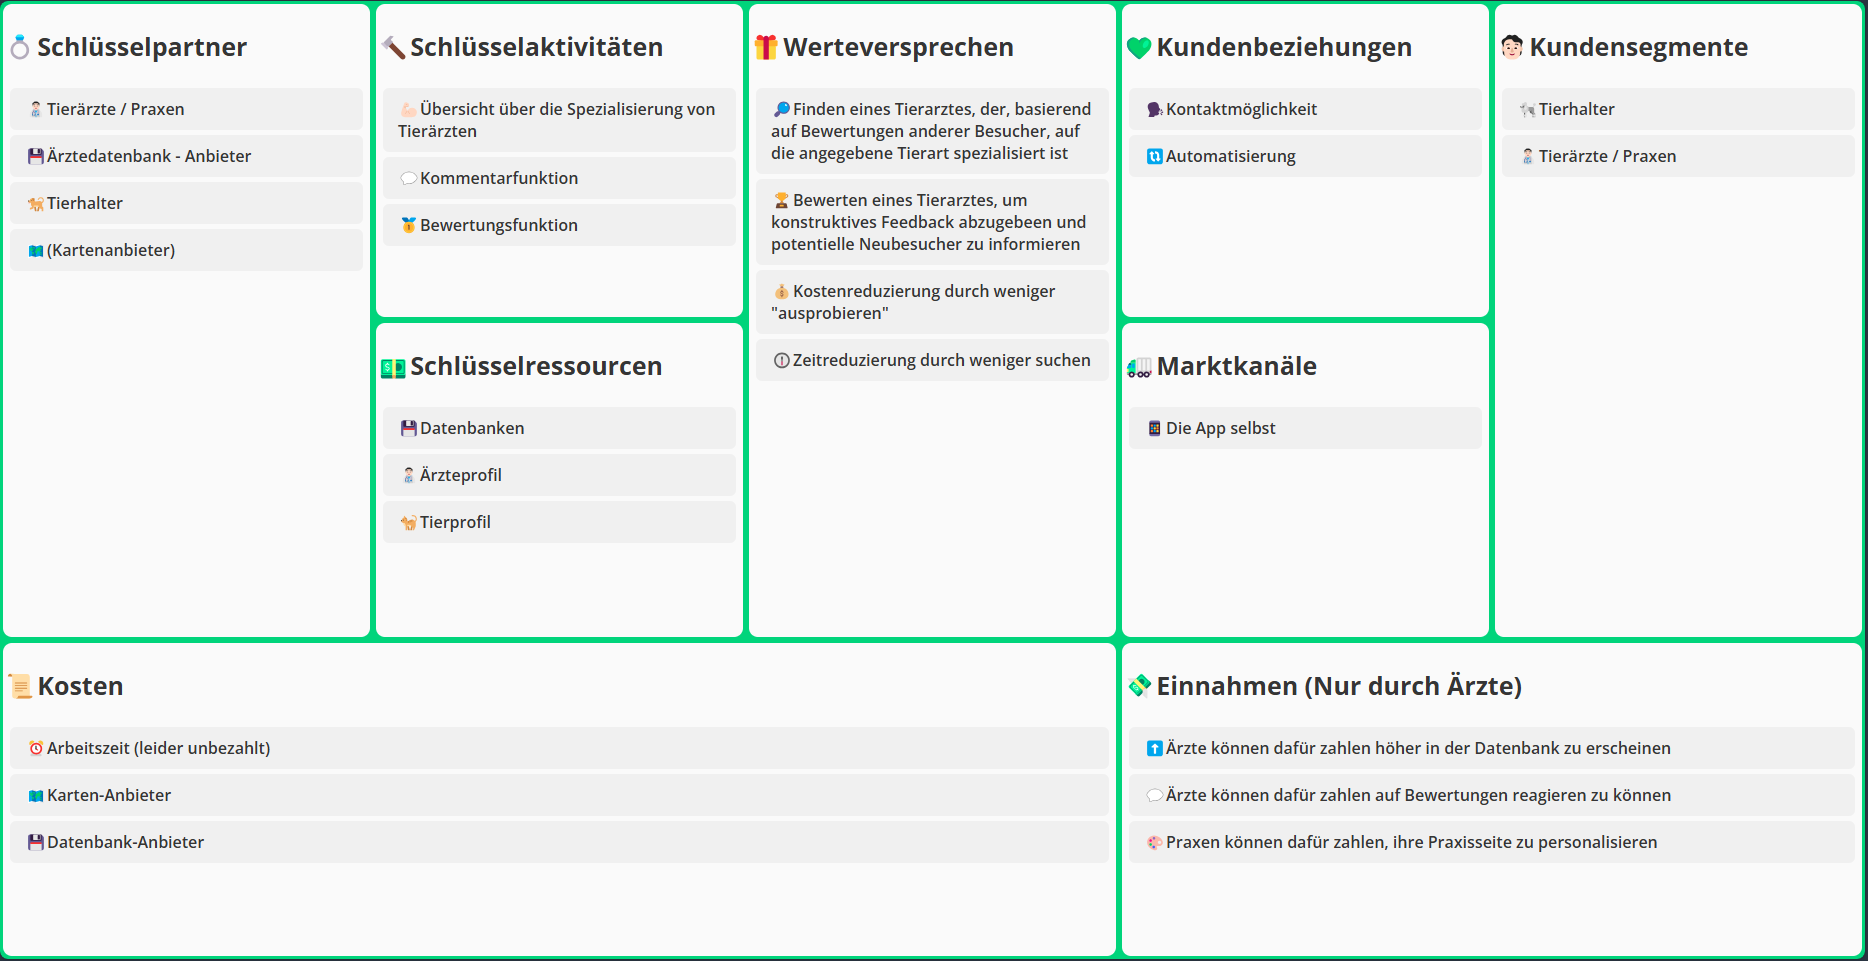 Schlüsselpartner
Tierärzte / Praxen
Ärztedatenbank - Anbieter
Tierhalter
(Kartenanbieter)
Schlüsselaktivitäten
Übersicht über die Spezialisierung von
Tierärzten
Kommentarfunktion
Bewertungsfunktion
Schlüsselressourcen
Datenbanken
Ärzteprofil
Tierprofil
Werteversprechen
Finden eines Tierarztes, der, basierend
auf Bewertungen anderer Besucher, auf
die angegebene Tierart spezialisiert ist
Bewerten eines Tierarztes, um
konstruktives Feedback abzugebeen und
potentielle Neubesucher zu informieren
Kostenreduzierung durch weniger
"ausprobieren"
Zeitreduzierung durch weniger suchen
Kundenbeziehungen
Kontaktmöglichkeit
Automatisierung
Marktkanäle
Die App selbst
Kundensegmente
Tierhalter
Tierärzte / Praxen
Kosten
Arbeitszeit (leider unbezahlt)
Karten-Anbieter
Datenbank-Anbieter
Einnahmen (Nur durch Ärzte)
Ärzte können dafür zahlen höher in der Datenbank zu erscheinen
Ärzte können dafür zahlen auf Bewertungen reagieren zu können
Praxen können dafür zahlen, ihre Praxisseite zu personalisieren